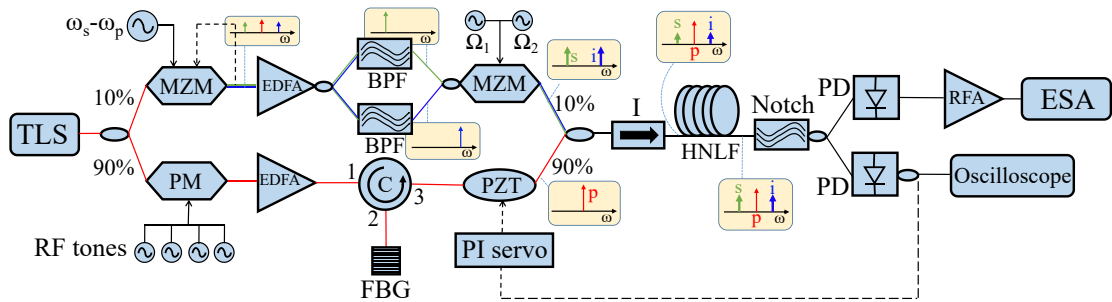 ωs-ωp
ω
MZM
10%
EDFA
ω
BPF
BPF
ω
Ω1
Ω2
MZM
s
i
ω
10%
90%
TLS
90%
PM
EDFA
RF tones
1
C
3
2
FBG
PZT
p
ω
PI servo
I
s
i
p
ω
HNLF
s
i
p
ω
Notch
PD
PD
RFA
ESA
Oscilloscope